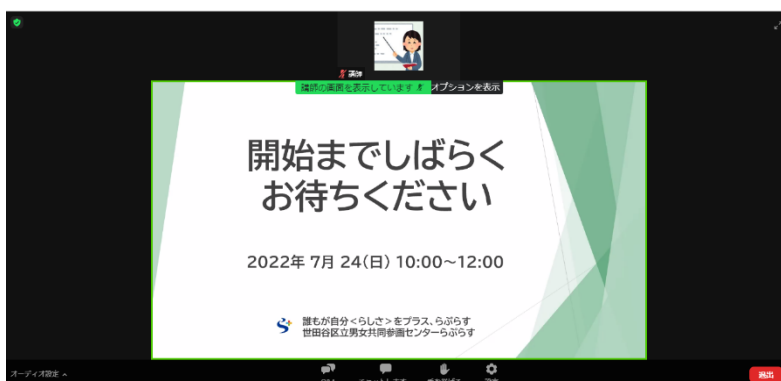 講師
講師の画面を表示しています
オプションを表示
開始までしばらく
お待ちください
2022年 7月 24(日) 10:00~12:00
誰もが自分<らしさ>をプラス、らぷらす
世田谷区立男女共同参画センターらぷらす
オーディオ設定
退出